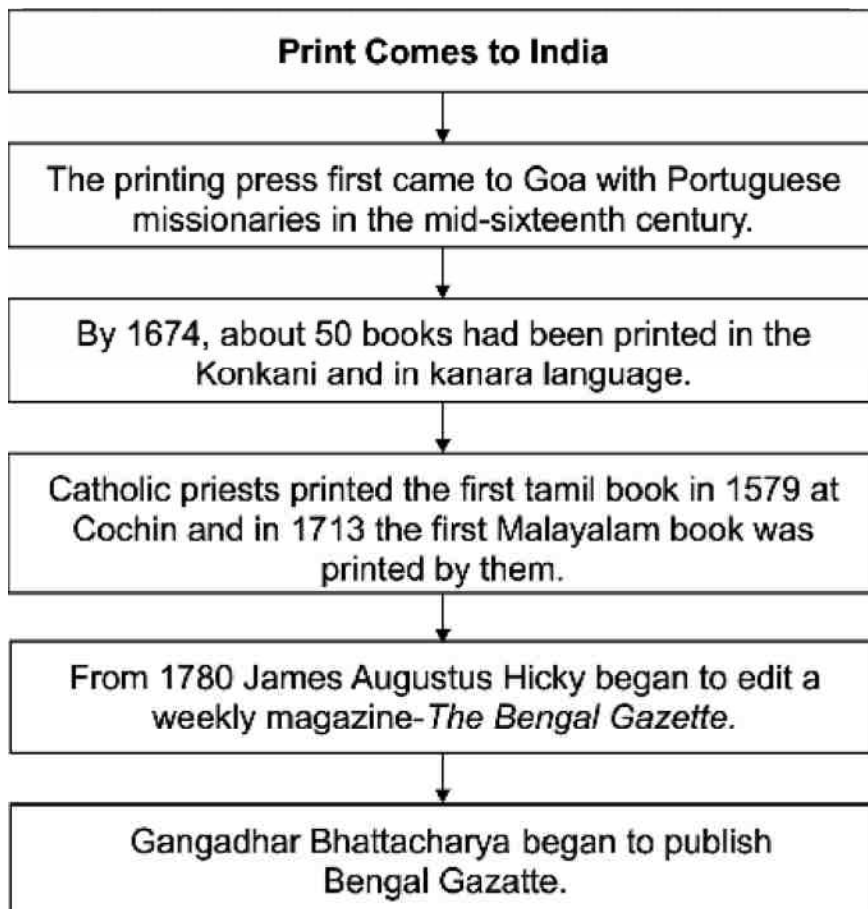 Print Comes to India
The printing press first came to Goa with Portuguese
missionaries in the mid-sixteenth century.
By 1674, about 50 books had been printed in the
Konkani and in kanara language.
Catholic priests printed the first tamil book in 1579 at
Cochin and in 1713 the first Malayalam book was
printed by them.
From 1780 James Augustus Hicky began to edit a
weekly magazine-The Bengal Gazette.
Gangadhar Bhattacharya began to publish
Bengal Gazatte.